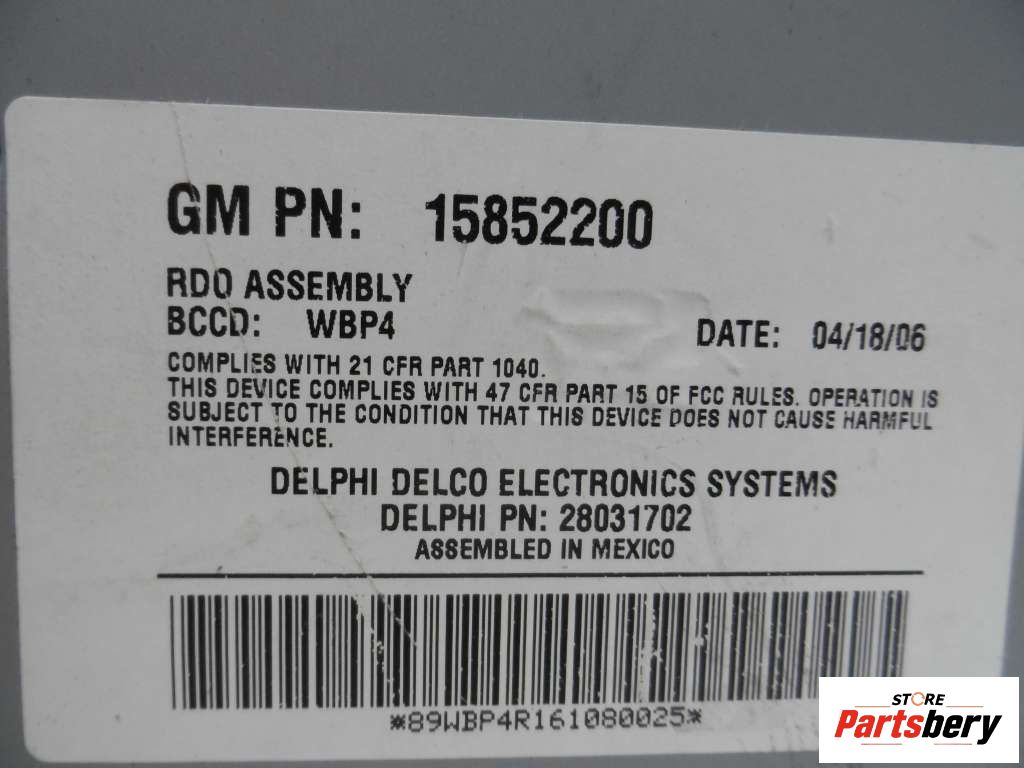 GM PN: 15852200
RDO ASSEMBLY
BCCD: WBP4 DATE: 04/18/06
COMPLIES WITH 21 CFR PART 1040.
THIS DEVICE COMPLIES WITH 47 CFR PART 15 OF FCC RULES. OPERATION IS
SUBJECT TO THE CONDITION THAT THIS DEVICE DOES NOT CAUSE HARMFUL
INTERFERENCE.
DELPHI DELCO ELECTRONICS SYSTEMS
DELPHI PN: 28031702
ASSEMBLED IN MEXICO
*89WBP4R161080025*
STORE
Partsbery